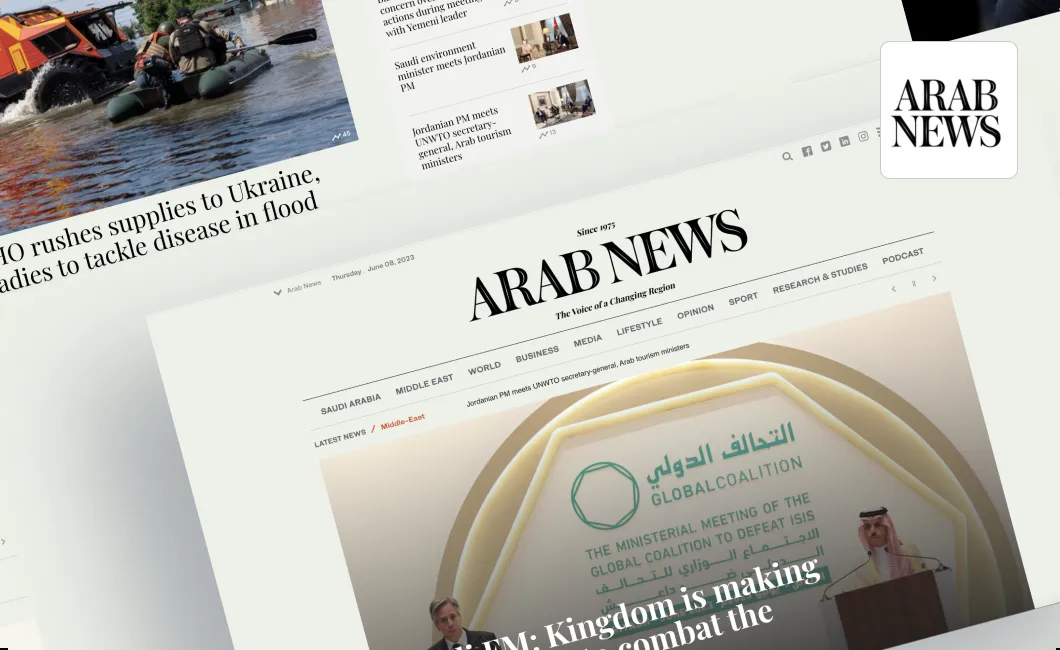 concern ove
actions during meeting
with Yemeni leader
Saudi environment
minister meets Jordanian
PM
9
Jordanian PM meets
UNWTO secretary-
general, Arab tourism
ministers
13
45
HO rushes supplies to Ukraine,
adies to tackle disease in flood
ARAB
NEWS
Arab News
Thursday . June 08, 2023
Since 1975
ARAB NEWS
The Voice of a Changing Region
SAUDI ARABIA
MIDDLE EAST
WORLD
BUSINESS
MEDIA
LIFESTYLE
OPINION
SPORT
RESEARCH & STUDIES
PODCAST
LATEST NEWS / Middle-East
Jordanian PM meets UNWTO secretary-general, Arab tourism ministers
التحالف الدولي
GLOBALCOALITION
THE MINISTERIAL MEETING OF THE
GLOBAL COALITION TO DEFEAT ISIS
الاجتماع الوزاري للتحالف
داعش
FM: Kingdom is making
combat the